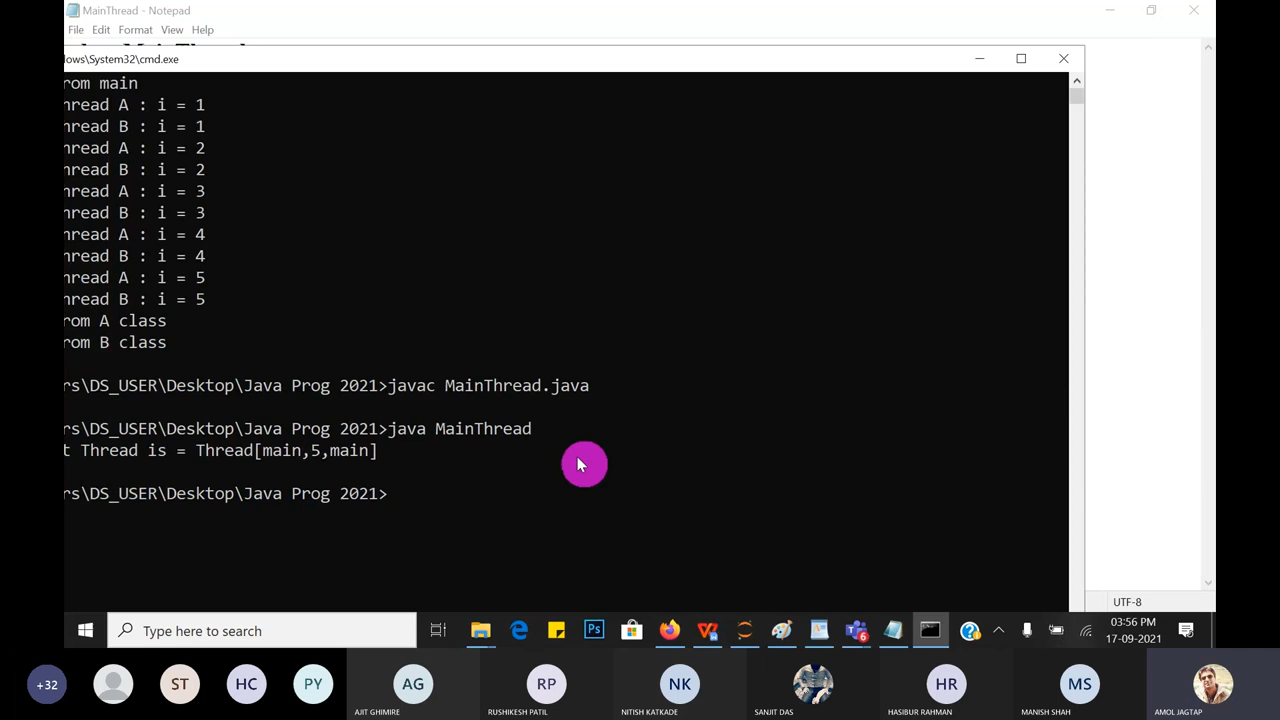 MainThread - Notepad
File Edit Format View Help
lows\System32\cmd.exe
rom main
hread A : i = 1
hread B : i = 1
hread A : i = 2
hread B : i = 2
hread A : i = 3
hread B : i = 3
hread A : i = 4
hread B : i = 4
hread A : i = 5
hread B : i = 5
rom A class
rom B class
rs\DS_USER\Desktop\Java Prog 2021>javac MainThread.java
rs\DS_USER\Desktop\Java Prog 2021>java MainThread
t Thread is = Thread[main,5,main]
rs\DS_USER\Desktop\Java Prog 2021>
UTF-8
Type here to search
Ps
6
03:56 PM
17-09-2021
+32
ST
HC
PY
AG
RP
NK
HR
MS
AJIT GHIMIRE
RUSHIKESH PATIL
NITISH KATKADE
SANJIT DAS
HASIBUR RAHMAN
MANISH SHAH
AMOL JAGTAP